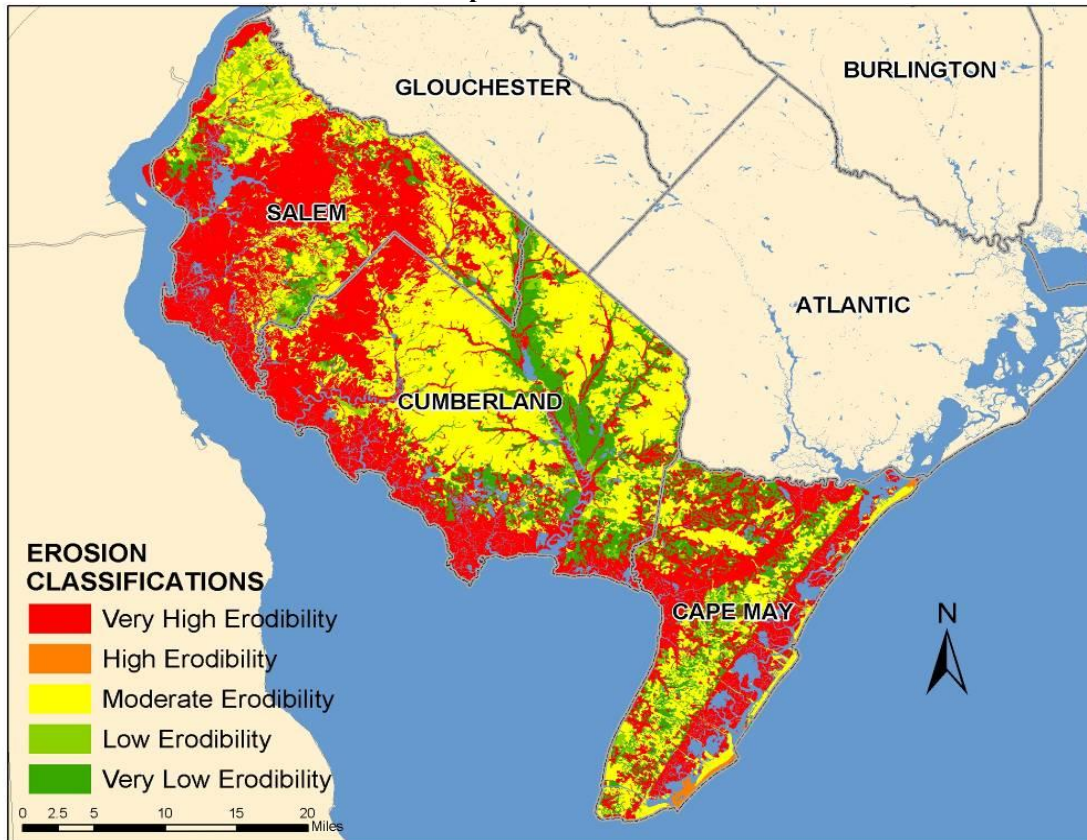 BURLINGTON
GLOUCHESTER
SALEM
ATLANTIC
CUMBERLAND
CAPE MAY
N
EROSION
CLASSIFICATIONS
Very High Erodibility
High Erodibility
Moderate Erodibility
Low Erodibility
Very Low Erodibility
0 2.5 5 10 15 20
Miles